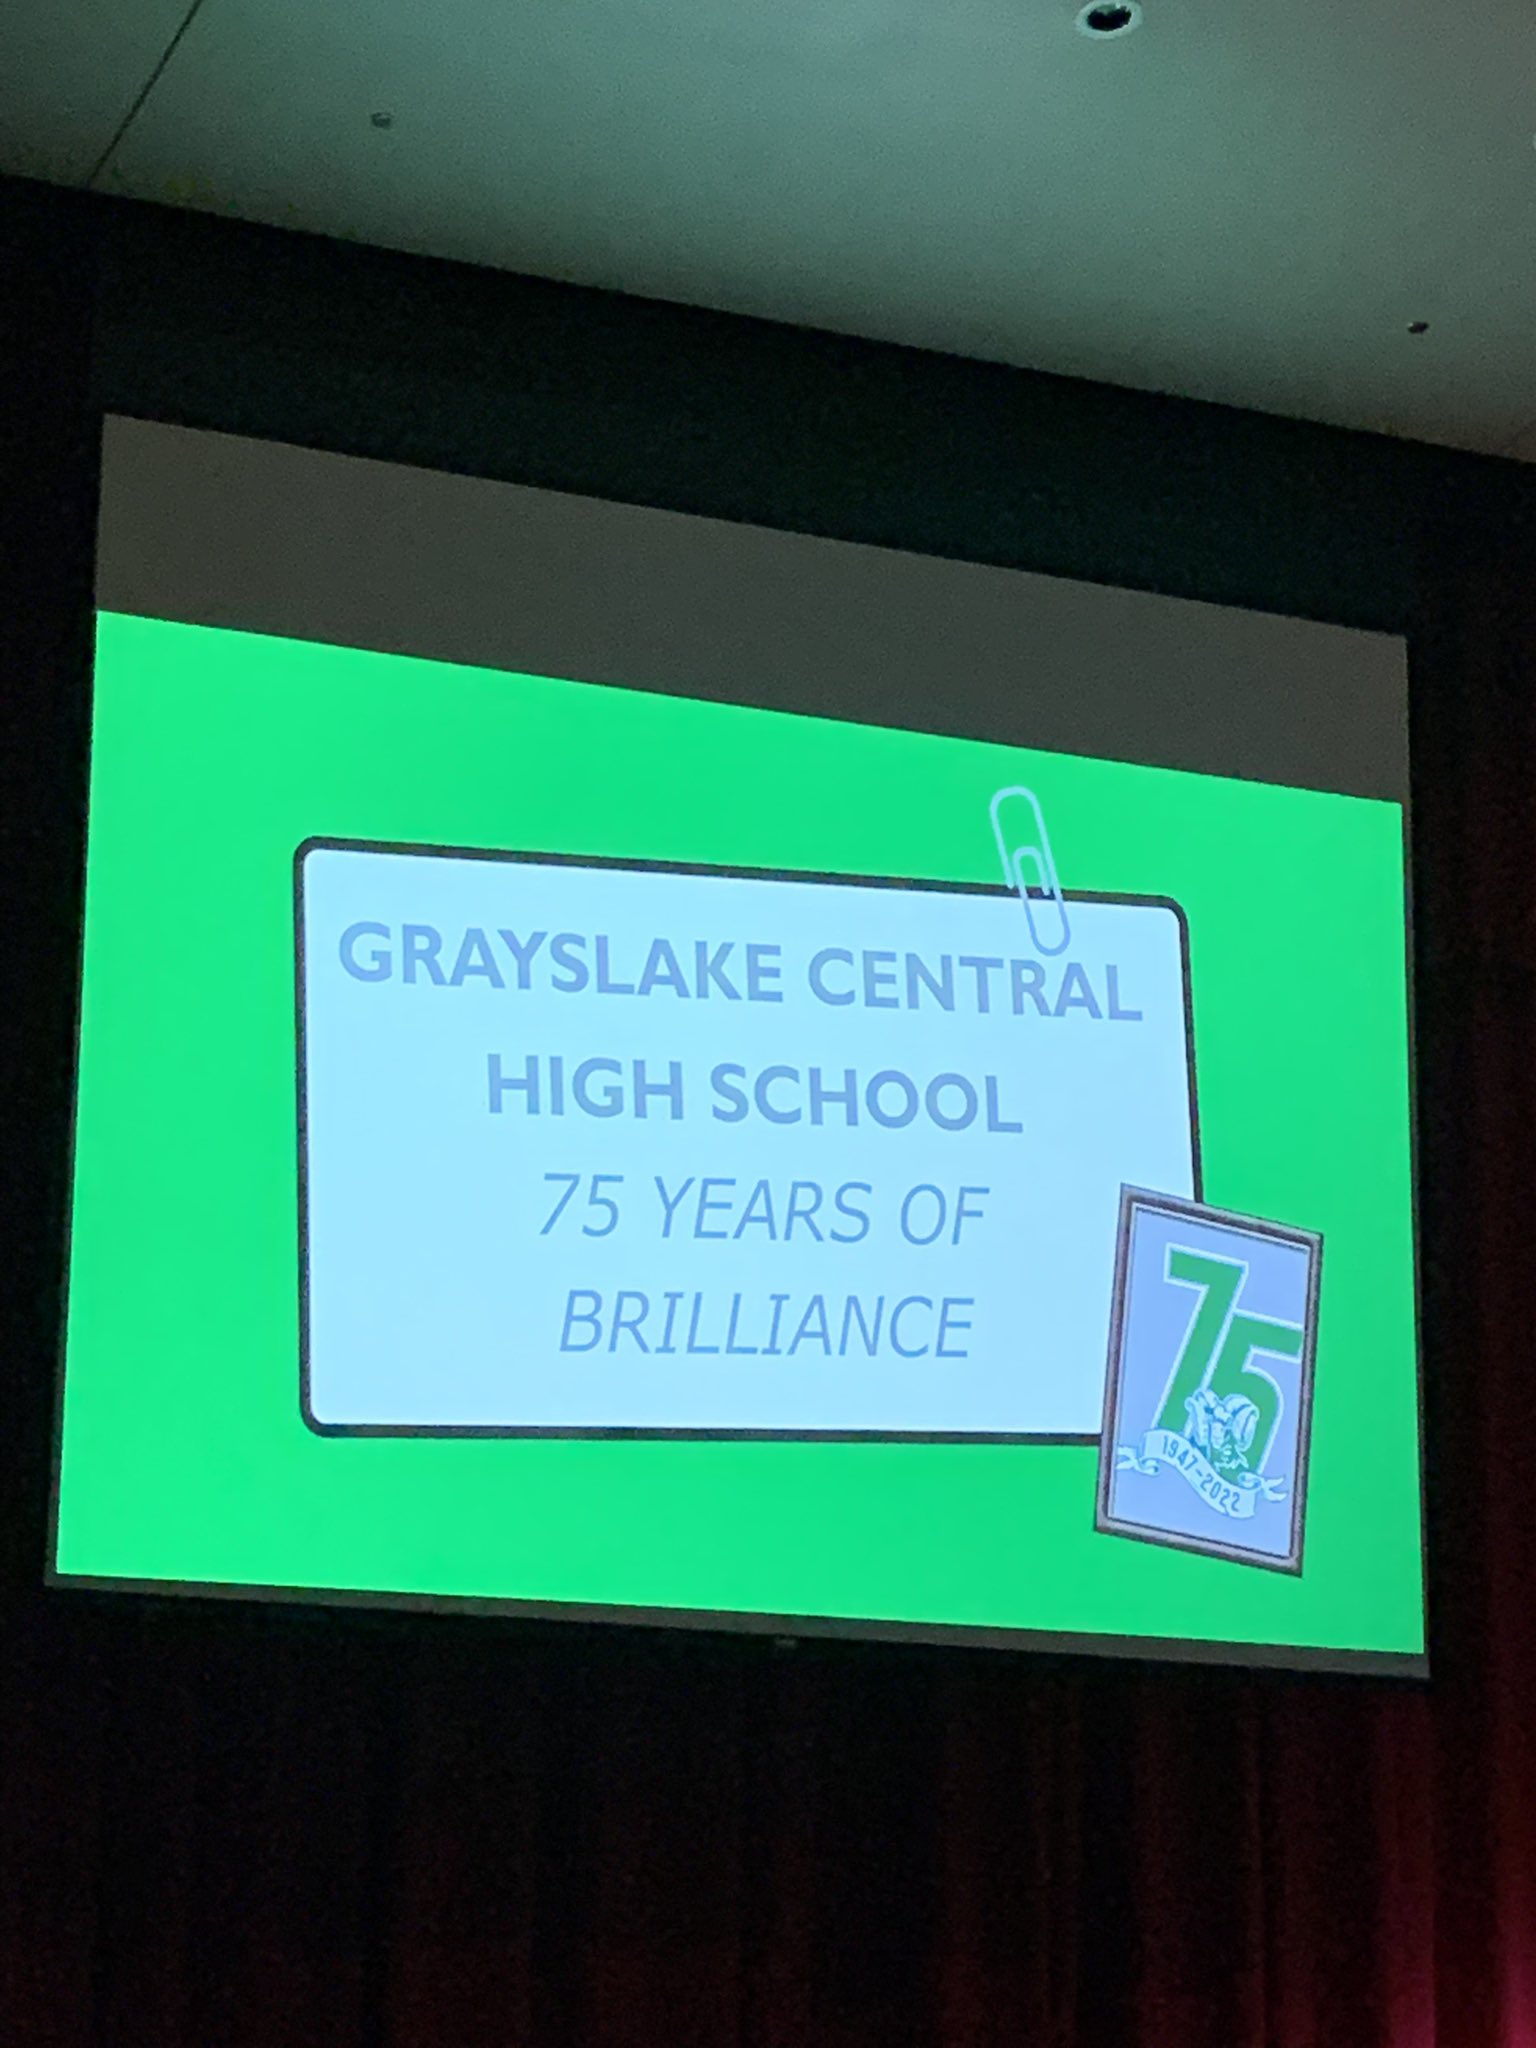 GRAYSLAKE CENTRAL
HIGH SCHOOL
75 YEARS OF
BRILLIANCE
75
1947-2022